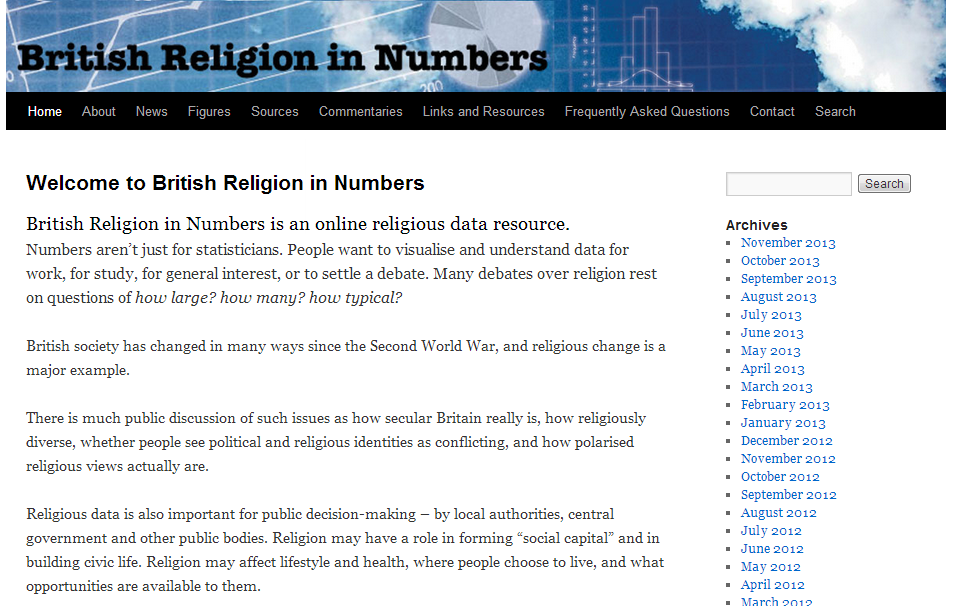 British Religion in Numbers
200
Home About News Figures Sources Commentaries Links and Resources Frequently Asked Questions Contact Search
Welcome to British Religion in Numbers
British Religion in Numbers is an online religious data resource.
Numbers aren't just for statisticians. People want to visualise and understand data for
work, for study, for general interest, or to settle a debate. Many debates over religion rest
on questions of how large? how many? how typical?
British society has changed in many ways since the Second World War, and religious change is a
major example.
There is much public discussion of such issues as how secular Britain really is, how religiously
diverse, whether people see political and religious identities as conflicting, and how polarised
religious views actually are.
Religious data is also important for public decision-making – by local authorities, central
government and other public bodies. Religion may have a role in forming “social capital” and in
building civic life. Religion may affect lifestyle and health, where people choose to live, and what
opportunities are available to them.
Search
Archives
November 2013
October 2013
September 2013
August 2013
July 2013
June 2013
May 2013
April 2013
March 2013
February 2013
January 2013
December 2012
November 2012
October 2012
September 2012
August 2012
July 2012
June 2012
May 2012
April 2012
March 2012